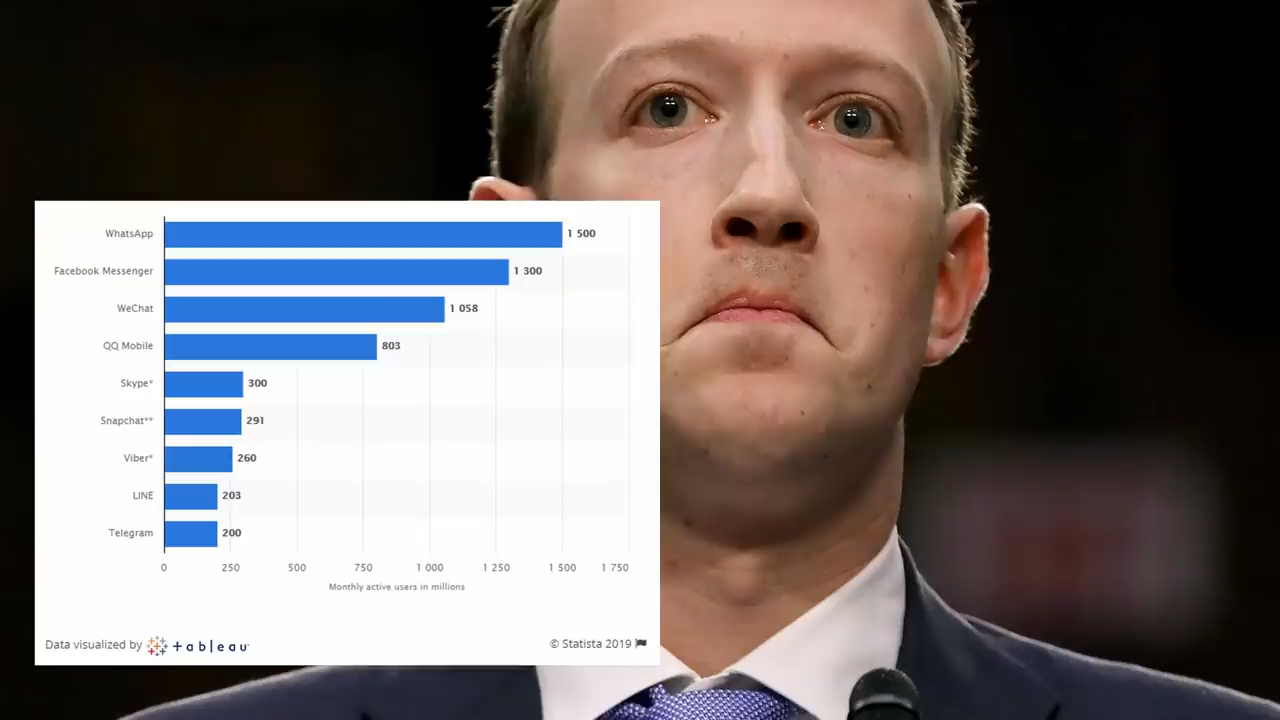 WhatsApp 1 500
Facebook Messenger 1 300
WeChat 1 058
QQ Mobile 803
Skype* 300
Snapchat** 291
Viber* 260
LINE 203
Telegram 200
0 250 500 750 1 000 1 250 1 500 1 750
Monthly active users in millions
Data visualized by +ableau © Statista 2019